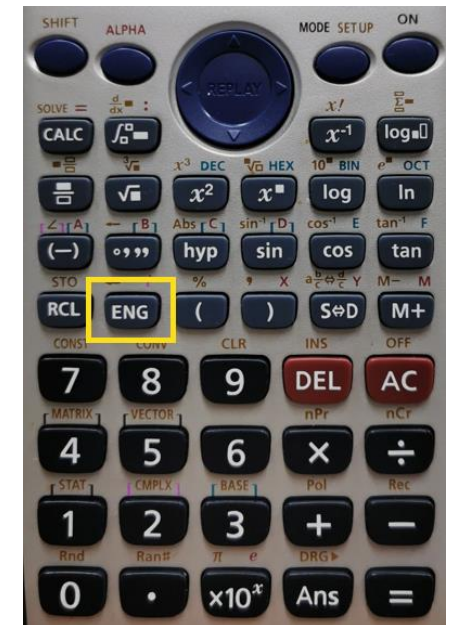 SHIFT ALPHA MODE SETUP ON
REPLAY
SOLVE = d/dx■ : x! Σ■
CALC ∫□■ x⁻¹ log■□
³√■ x³ DEC ■√□ HEX 10■ BIN e■ OCT
√■ x² x■ log ln
∠ A ← B Abs C sin⁻¹ D cos⁻¹ E tan⁻¹ F
(−) °’’’ hyp sin cos tan
STO ← i % , X a b/c⇔d/c Y M− M
RCL ENG ( ) S⇔D M+
CONST CONV CLR INS OFF
7 8 9 DEL AC
MATRIX VECTOR nPr nCr
4 5 6 × ÷
STAT CMPLX BASE Pol Rec
1 2 3 + −
Rnd Ran# π e DRG▶
0 . ×10ˣ Ans =